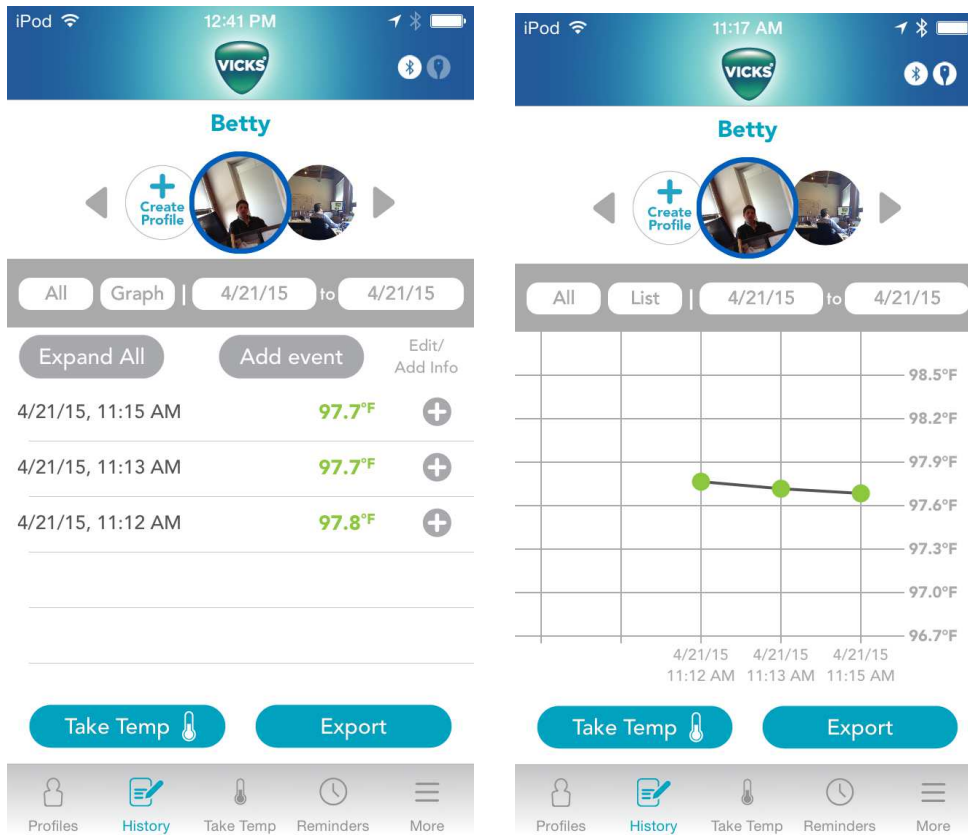 iPod 12:41 PM
VICKS
Betty
Create
Profile
All Graph | 4/21/15 to 4/21/15
Expand All Add event Edit/
Add Info
4/21/15, 11:15 AM 97.7°F
4/21/15, 11:13 AM 97.7°F
4/21/15, 11:12 AM 97.8°F
Take Temp Export
Profiles History Take Temp Reminders More
iPod 11:17 AM
VICKS
Betty
Create
Profile
All List | 4/21/15 to 4/21/15
98.5°F
98.2°F
97.9°F
97.6°F
97.3°F
97.0°F
96.7°F
4/21/15 4/21/15 4/21/15
11:12 AM 11:13 AM 11:15 AM
Take Temp Export
Profiles History Take Temp Reminders More